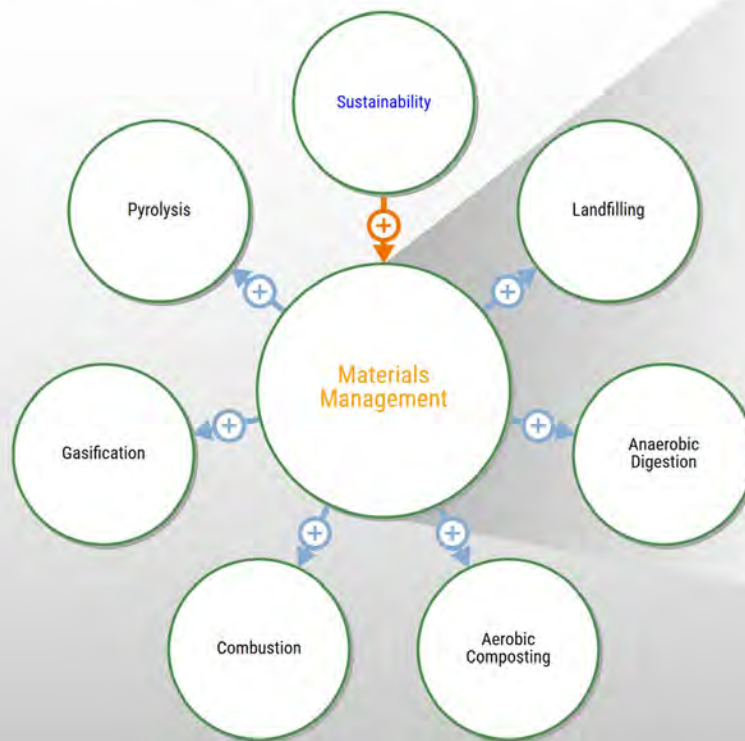 Sustainability
Pyrolysis
Landfilling
Materials
Management
Gasification
Anaerobic
Digestion
Combustion
Aerobic
Composting